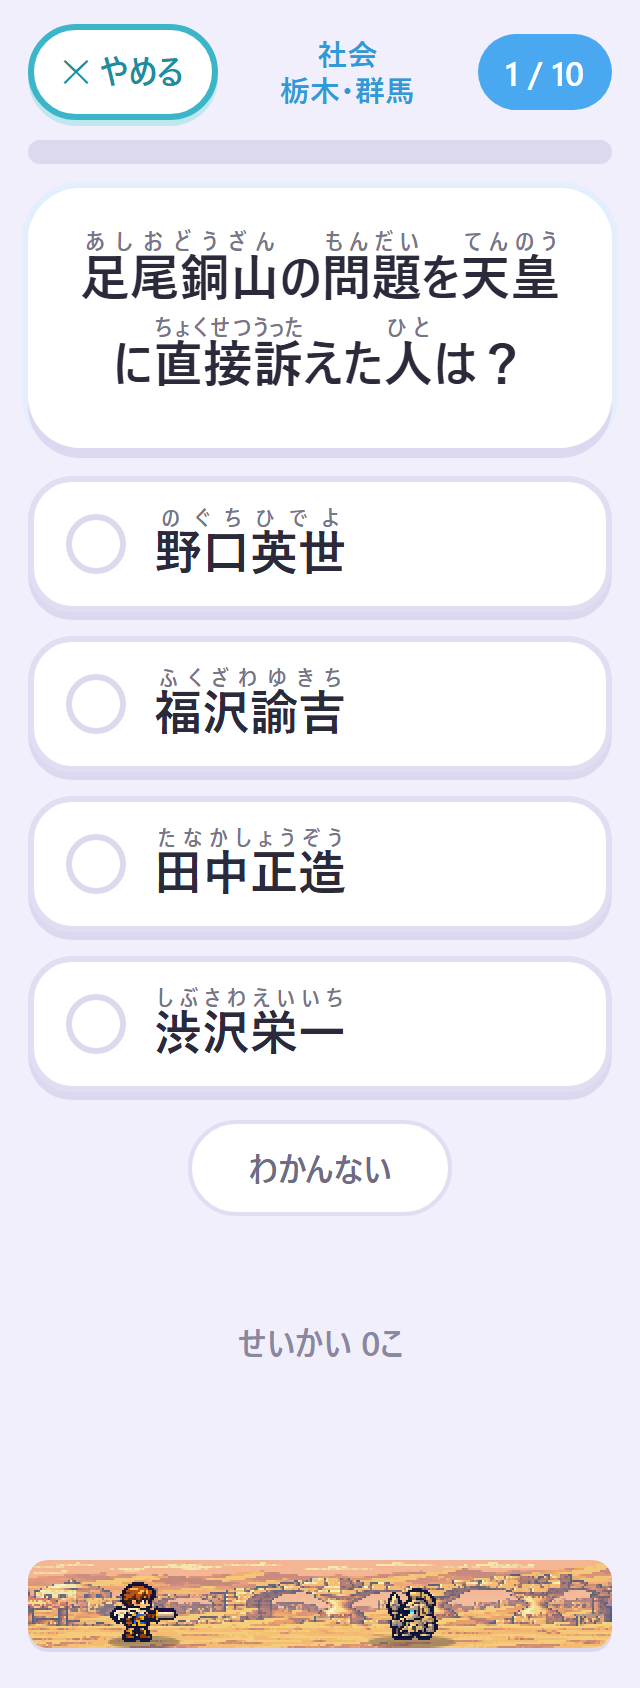 × やめる
社会
栃木・群馬
1 / 10
あしおどうざん もんだい てんのう
足尾銅山の問題を天皇
ちょくせつうった ひと
に直接訴えた人は？
のぐちひでよ
野口英世
ふくざわゆきち
福沢諭吉
たなかしょうぞう
田中正造
しぶさわえいいち
渋沢栄一
わかんない
せいかい 0こ